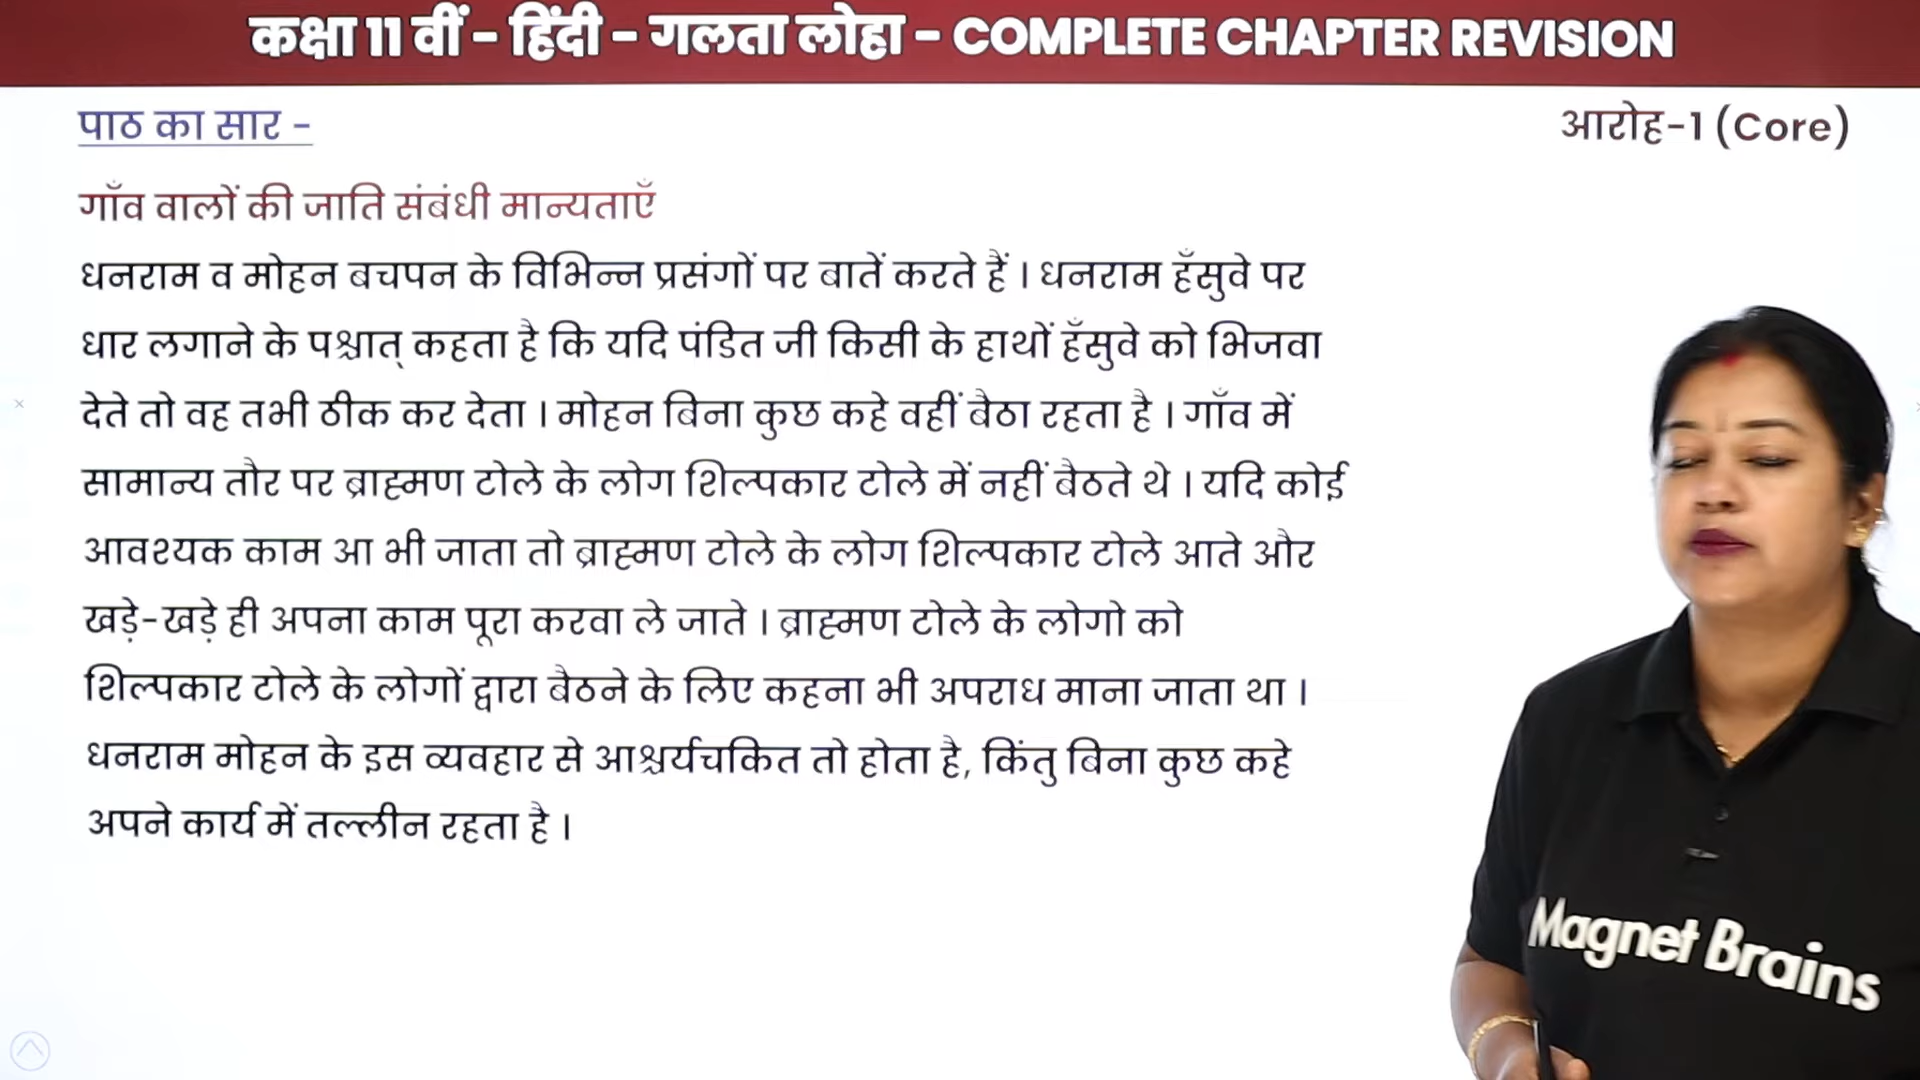 कक्षा 11 वीं - हिंदी - गलता लोहा - COMPLETE CHAPTER REVISION
पाठ का सार -
आरोह-1 (Core)
गाँव वालों की जाति संबंधी मान्यताएँ
धनराम व मोहन बचपन के विभिन्न प्रसंगों पर बातें करते हैं । धनराम हँसुवे पर
धार लगाने के पश्चात् कहता है कि यदि पंडित जी किसी के हाथों हँसुवे को भिजवा
देते तो वह तभी ठीक कर देता । मोहन बिना कुछ कहे वहीं बैठा रहता है । गाँव में
सामान्य तौर पर ब्राह्मण टोले के लोग शिल्पकार टोले में नहीं बैठते थे । यदि कोई
आवश्यक काम आ भी जाता तो ब्राह्मण टोले के लोग शिल्पकार टोले आते और
खड़े-खड़े ही अपना काम पूरा करवा ले जाते । ब्राह्मण टोले के लोगो को
शिल्पकार टोले के लोगों द्वारा बैठने के लिए कहना भी अपराध माना जाता था ।
धनराम मोहन के इस व्यवहार से आश्चर्यचकित तो होता है, किंतु बिना कुछ कहे
अपने कार्य में तल्लीन रहता है ।
Magnet Brains